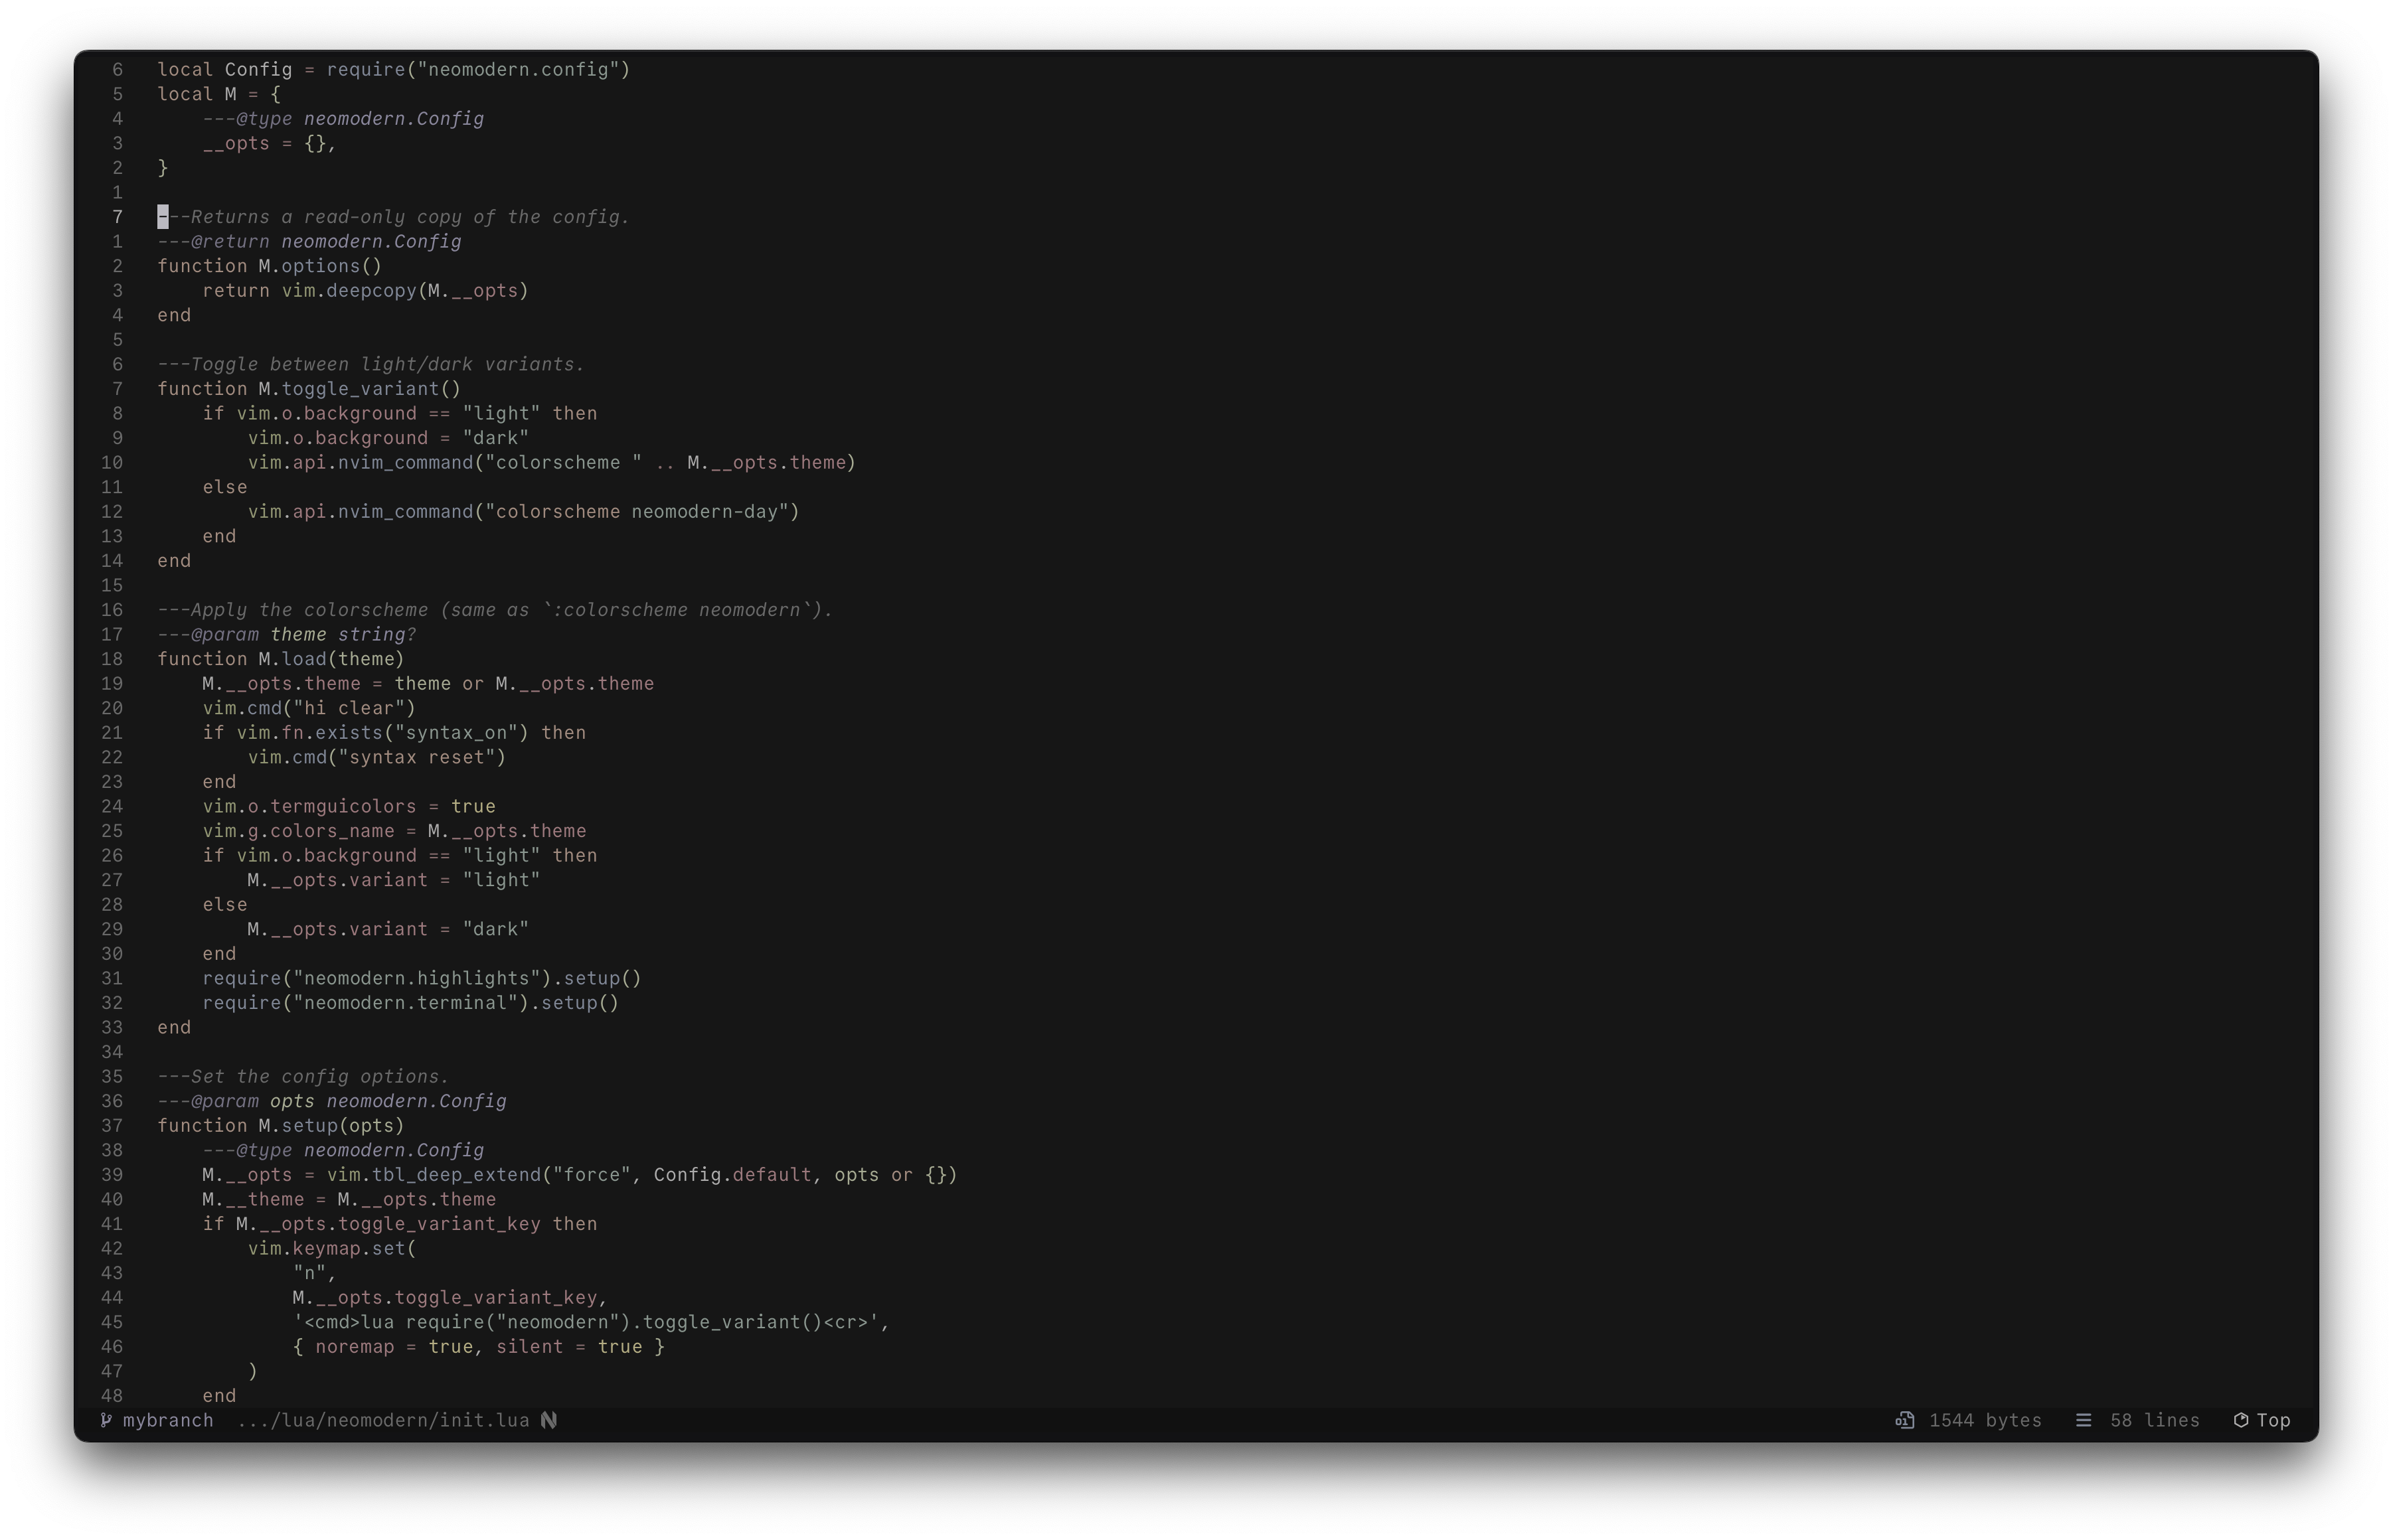 6 local Config = require("neomodern.config")
5 local M = {
4     ---@type neomodern.Config
3     __opts = {},
2 }
1
7 ---Returns a read-only copy of the config.
1 ---@return neomodern.Config
2 function M.options()
3     return vim.deepcopy(M.__opts)
4 end
5
6 ---Toggle between light/dark variants.
7 function M.toggle_variant()
8     if vim.o.background == "light" then
9         vim.o.background = "dark"
10         vim.api.nvim_command("colorscheme " .. M.__opts.theme)
11     else
12         vim.api.nvim_command("colorscheme neomodern-day")
13     end
14 end
15
16 ---Apply the colorscheme (same as `:colorscheme neomodern`).
17 ---@param theme string?
18 function M.load(theme)
19     M.__opts.theme = theme or M.__opts.theme
20     vim.cmd("hi clear")
21     if vim.fn.exists("syntax_on") then
22         vim.cmd("syntax reset")
23     end
24     vim.o.termguicolors = true
25     vim.g.colors_name = M.__opts.theme
26     if vim.o.background == "light" then
27         M.__opts.variant = "light"
28     else
29         M.__opts.variant = "dark"
30     end
31     require("neomodern.highlights").setup()
32     require("neomodern.terminal").setup()
33 end
34
35 ---Set the config options.
36 ---@param opts neomodern.Config
37 function M.setup(opts)
38     ---@type neomodern.Config
39     M.__opts = vim.tbl_deep_extend("force", Config.default, opts or {})
40     M.__theme = M.__opts.theme
41     if M.__opts.toggle_variant_key then
42         vim.keymap.set(
43             "n",
44             M.__opts.toggle_variant_key,
45             '<cmd>lua require("neomodern").toggle_variant()<cr>',
46             { noremap = true, silent = true }
47         )
48     end
mybranch .../lua/neomodern/init.lua 1544 bytes 58 lines Top